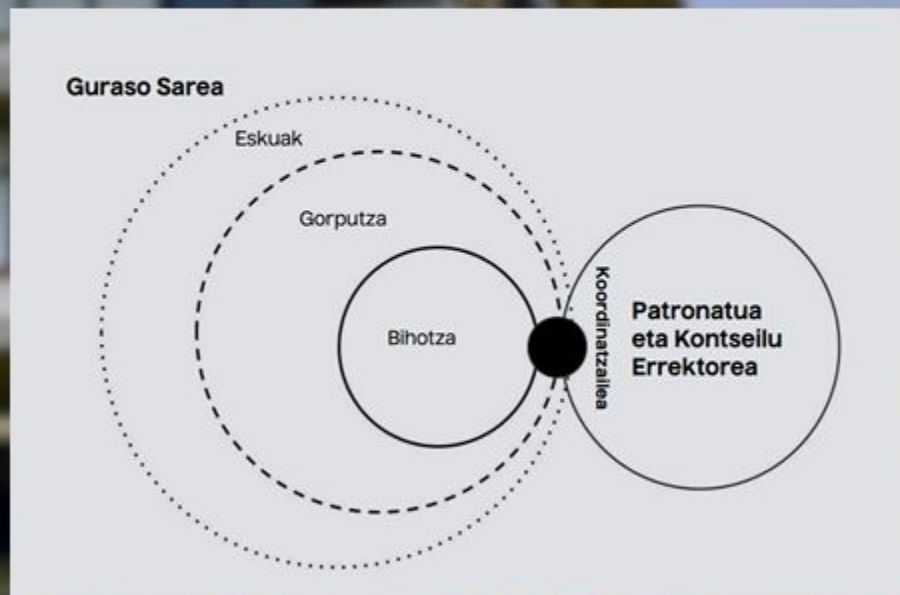 Guraso Sarea
Eskuak
Gorputza
Bihotza
Koordinatzailea
Patronatua
eta Kontseilu
Errektorea